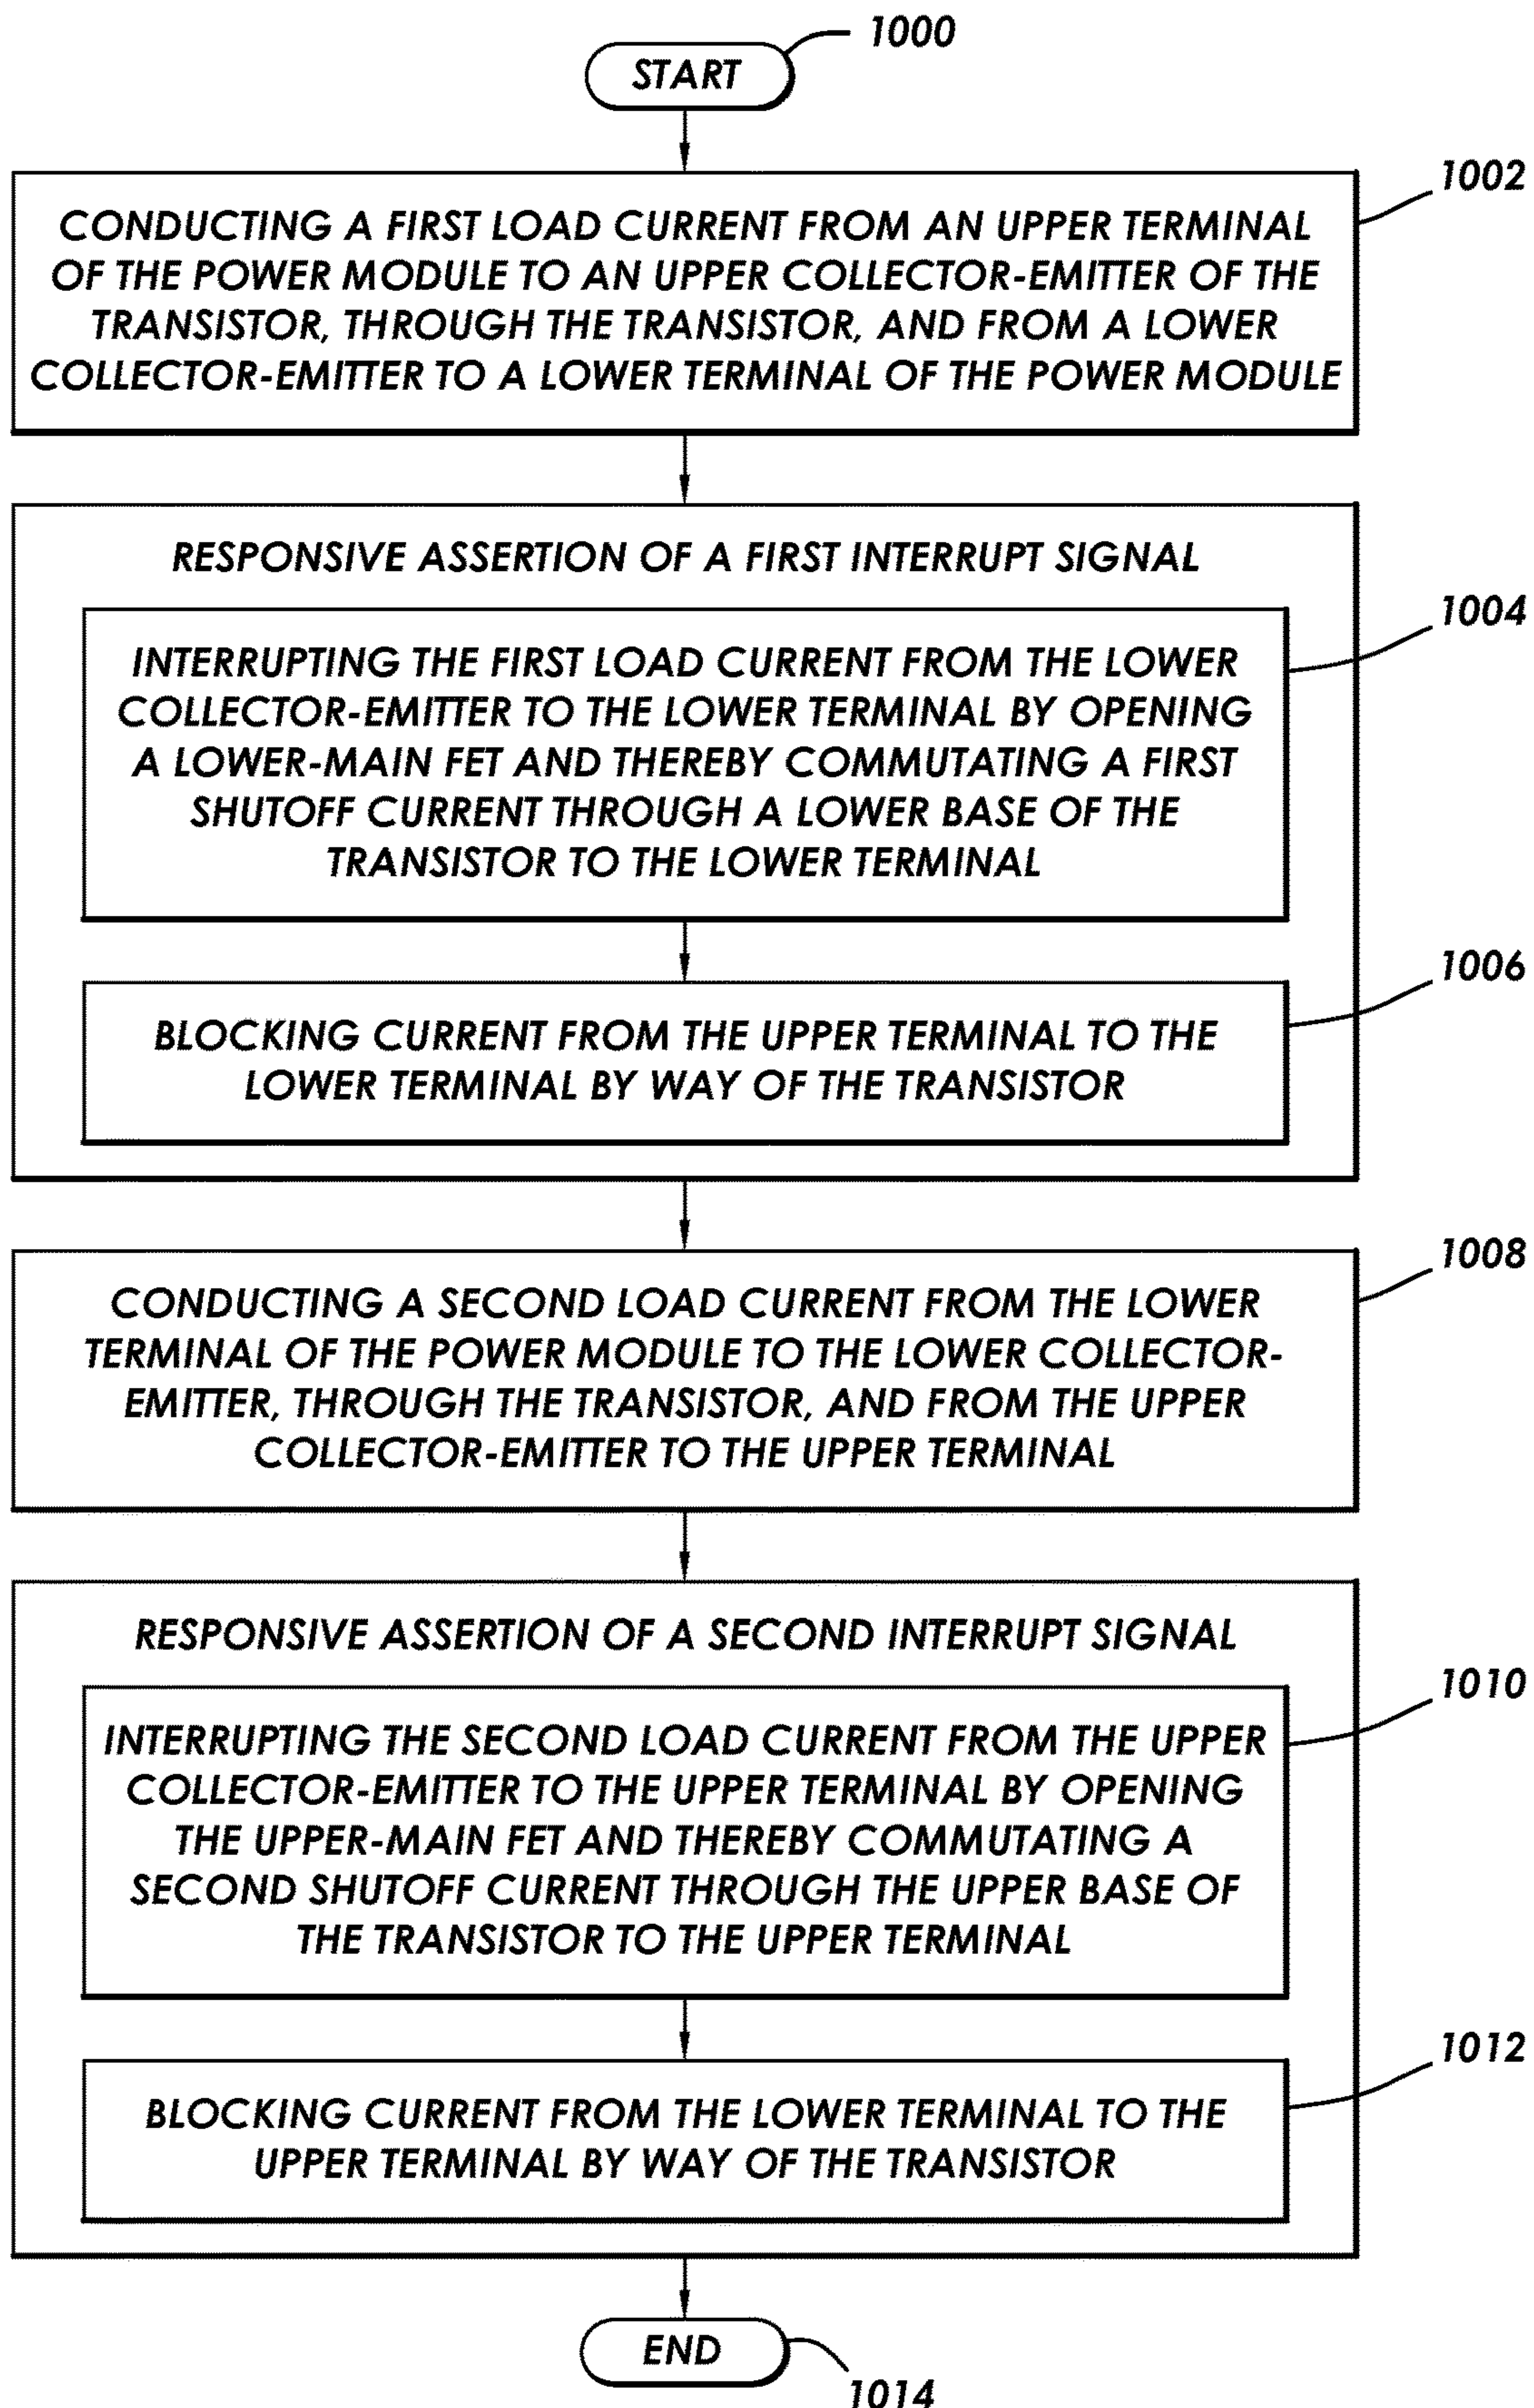 1000
START
1002
CONDUCTING A FIRST LOAD CURRENT FROM AN UPPER TERMINAL
OF THE POWER MODULE TO AN UPPER COLLECTOR-EMITTER OF THE
TRANSISTOR, THROUGH THE TRANSISTOR, AND FROM A LOWER
COLLECTOR-EMITTER TO A LOWER TERMINAL OF THE POWER MODULE
RESPONSIVE ASSERTION OF A FIRST INTERRUPT SIGNAL
1004
INTERRUPTING THE FIRST LOAD CURRENT FROM THE LOWER
COLLECTOR-EMITTER TO THE LOWER TERMINAL BY OPENING
A LOWER-MAIN FET AND THEREBY COMMUTATING A FIRST
SHUTOFF CURRENT THROUGH A LOWER BASE OF THE
TRANSISTOR TO THE LOWER TERMINAL
1006
BLOCKING CURRENT FROM THE UPPER TERMINAL TO THE
LOWER TERMINAL BY WAY OF THE TRANSISTOR
1008
CONDUCTING A SECOND LOAD CURRENT FROM THE LOWER
TERMINAL OF THE POWER MODULE TO THE LOWER COLLECTOR-
EMITTER, THROUGH THE TRANSISTOR, AND FROM THE UPPER
COLLECTOR-EMITTER TO THE UPPER TERMINAL
RESPONSIVE ASSERTION OF A SECOND INTERRUPT SIGNAL
1010
INTERRUPTING THE SECOND LOAD CURRENT FROM THE UPPER
COLLECTOR-EMITTER TO THE UPPER TERMINAL BY OPENING
THE UPPER-MAIN FET AND THEREBY COMMUTATING A
SECOND SHUTOFF CURRENT THROUGH THE UPPER BASE OF
THE TRANSISTOR TO THE UPPER TERMINAL
1012
BLOCKING CURRENT FROM THE LOWER TERMINAL TO THE
UPPER TERMINAL BY WAY OF THE TRANSISTOR
END
1014